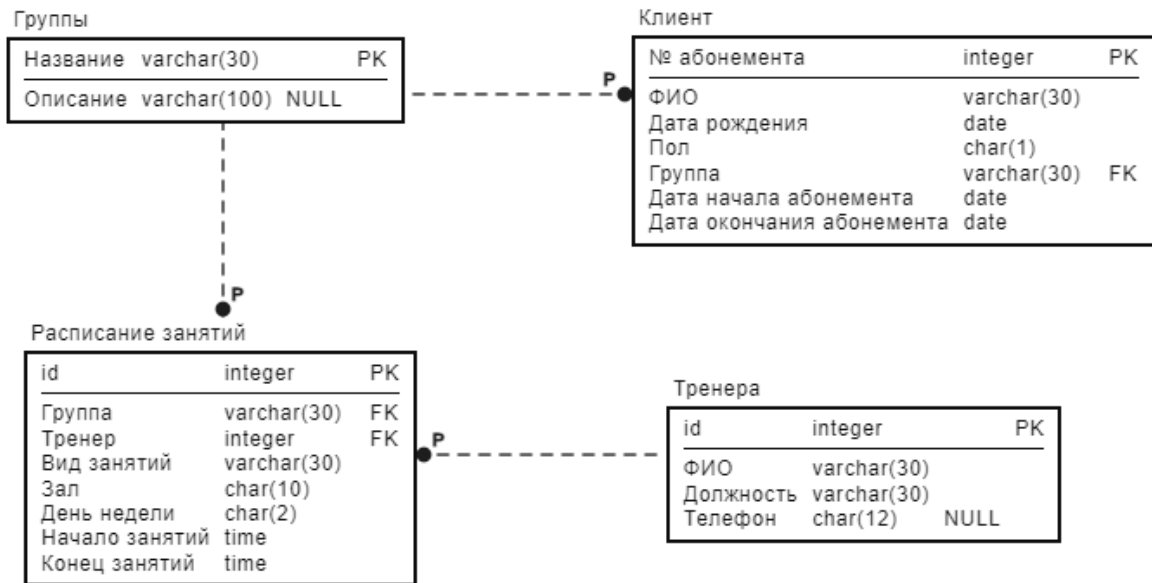 Группы
Название varchar(30) PK
Описание varchar(100) NULL
P
Клиент
№ абонемента integer PK
ФИО varchar(30)
Дата рождения date
Пол char(1)
Группа varchar(30) FK
Дата начала абонемента date
Дата окончания абонемента date
P
Расписание занятий
id integer PK
Группа varchar(30) FK
Тренер integer FK
Вид занятий varchar(30)
Зал char(10)
День недели char(2)
Начало занятий time
Конец занятий time
P
Тренера
id integer PK
ФИО varchar(30)
Должность varchar(30)
Телефон char(12) NULL